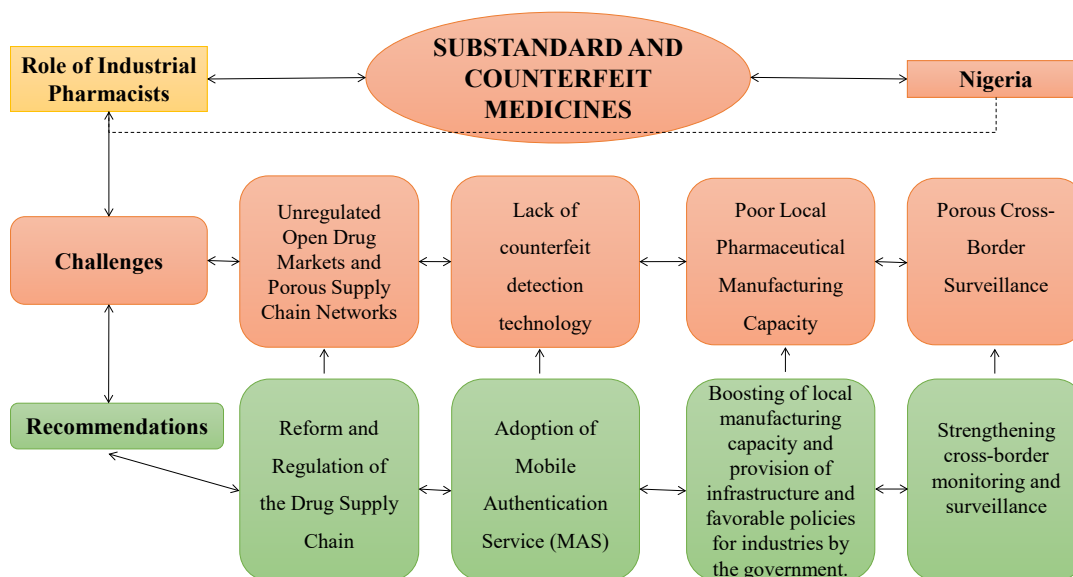 SUBSTANDARD AND
COUNTERFEIT
MEDICINES
Role of Industrial
Pharmacists
Nigeria
Challenges
Unregulated
Open Drug
Markets and
Porous Supply
Chain Networks
Lack of
counterfeit
detection
technology
Poor Local
Pharmaceutical
Manufacturing
Capacity
Porous Cross-
Border
Surveillance
Recommendations
Reform and
Regulation of
the Drug Supply
Chain
Adoption of
Mobile
Authentication
Service (MAS)
Boosting of local
manufacturing
capacity and
provision of
infrastructure and
favorable policies
for industries by
the government.
Strengthening
cross-border
monitoring and
surveillance